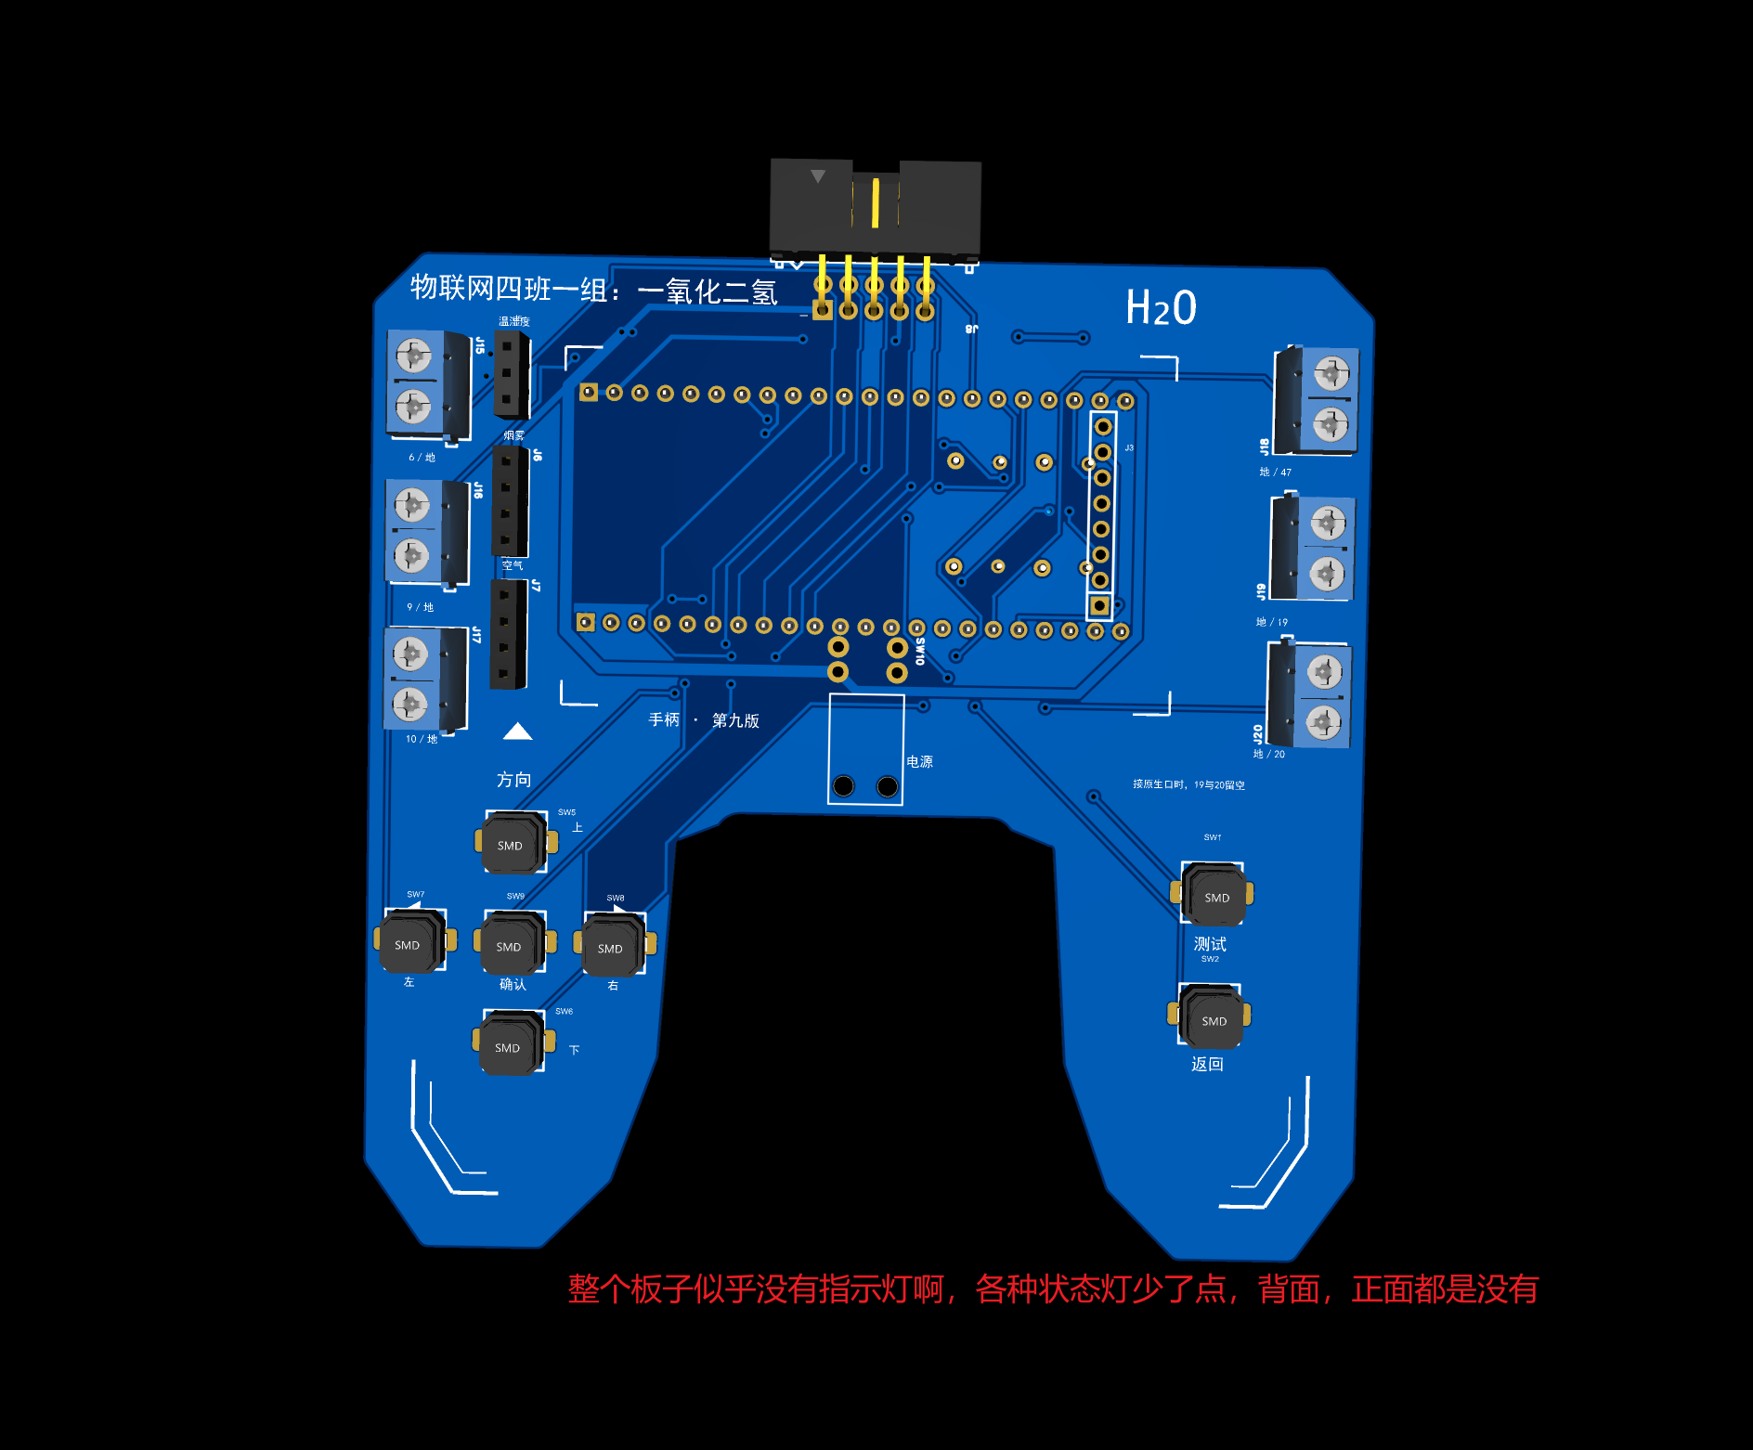 物联网四班一组：一氧化二氢
H₂O
温湿度
J15
J8
烟雾
J6
6 / 地
J18
地 / 47
J3
J16
空气
J7
9 / 地
J19
地 / 19
J17
SW10
10 / 地
J20
地 / 20
手柄 · 第九版
电源
方向
接原生口时，19与20留空
SW5
上
SMD
SW1
SMD
测试
SW7
SW9
SW8
SMD
SMD
SMD
左
确认
右
SW2
SMD
返回
SW6
SMD
下
整个板子似乎没有指示灯啊，各种状态灯少了点，背面，正面都是没有